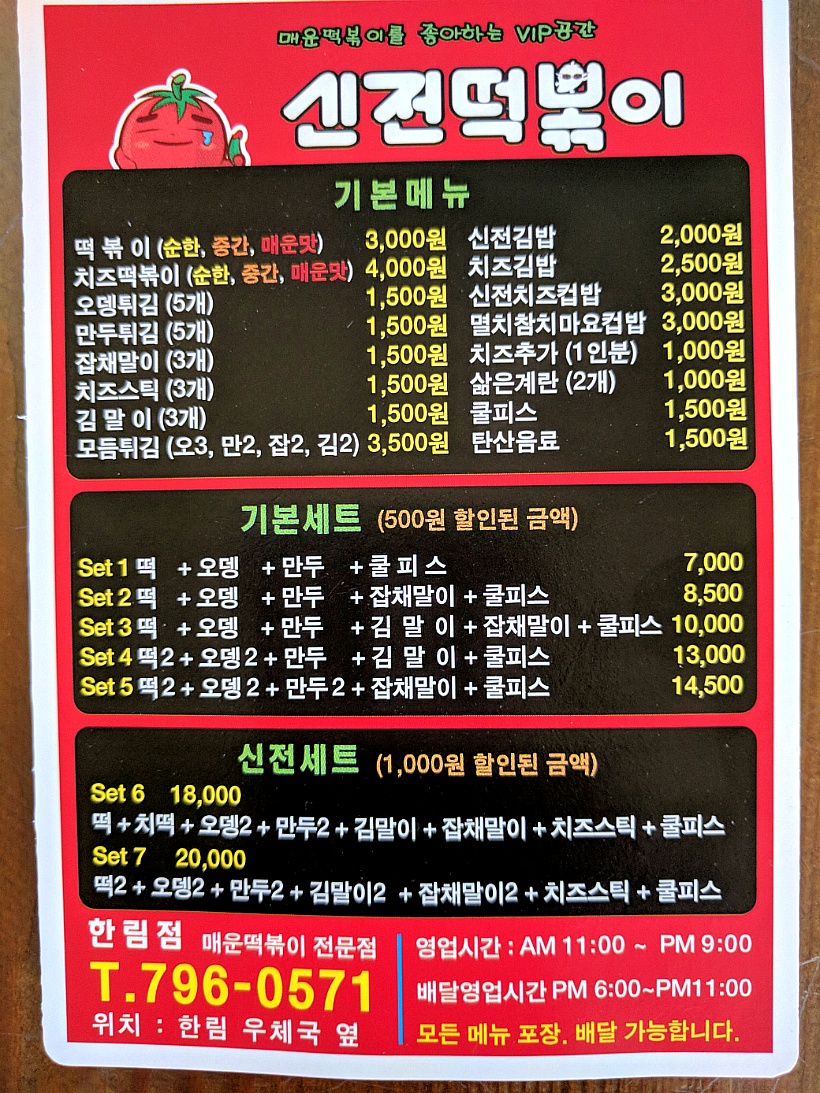 매운떡볶이를 좋아하는 VIP공간
신전떡볶이
기본메뉴
떡 볶 이 (순한, 중간, 매운맛) 3,000원
치즈떡볶이 (순한, 중간, 매운맛) 4,000원
오뎅튀김 (5개) 1,500원
만두튀김 (5개) 1,500원
잡채말이 (3개) 1,500원
치즈스틱 (3개) 1,500원
김 말 이 (3개) 1,500원
모듬튀김 (오3, 만2, 잡2, 김2) 3,500원
신전김밥 2,000원
치즈김밥 2,500원
신전치즈컵밥 3,000원
멸치참치마요컵밥 3,000원
치즈추가 (1인분) 1,000원
삶은계란 (2개) 1,000원
쿨피스 1,500원
탄산음료 1,500원
기본세트 (500원 할인된 금액)
Set 1 떡 + 오뎅 + 만두 + 쿨 피 스 7,000
Set 2 떡 + 오뎅 + 만두 + 잡채말이 + 쿨피스 8,500
Set 3 떡 + 오뎅 + 만두 + 김 말 이 + 잡채말이 + 쿨피스 10,000
Set 4 떡2 + 오뎅2 + 만두 + 김 말 이 + 쿨피스 13,000
Set 5 떡2 + 오뎅2 + 만두2 + 잡채말이 + 쿨피스 14,500
신전세트 (1,000원 할인된 금액)
Set 6 18,000
떡 + 치떡 + 오뎅2 + 만두2 + 김말이 + 잡채말이 + 치즈스틱 + 쿨피스
Set 7 20,000
떡2 + 오뎅2 + 만두2 + 김말이2 + 잡채말이2 + 치즈스틱 + 쿨피스
한림점 매운떡볶이 전문점
T.796-0571
위치 : 한림 우체국 옆
영업시간 : AM 11:00 ~ PM 9:00
배달영업시간 PM 6:00~PM11:00
모든 메뉴 포장. 배달 가능합니다.